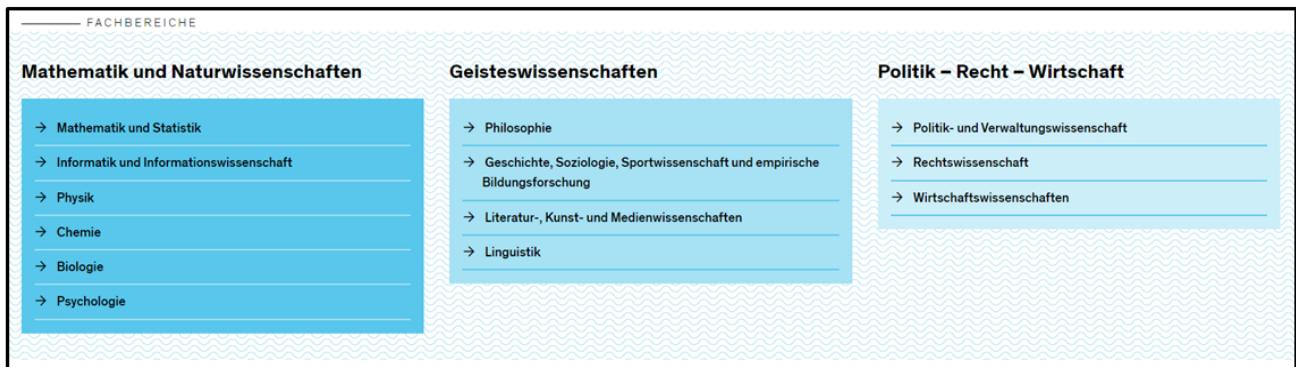 FACHBEREICHE
Mathematik und Naturwissenschaften
→ Mathematik und Statistik
→ Informatik und Informationswissenschaft
→ Physik
→ Chemie
→ Biologie
→ Psychologie
Geisteswissenschaften
→ Philosophie
→ Geschichte, Soziologie, Sportwissenschaft und empirische
Bildungsforschung
→ Literatur-, Kunst- und Medienwissenschaften
→ Linguistik
Politik – Recht – Wirtschaft
→ Politik- und Verwaltungswissenschaft
→ Rechtswissenschaft
→ Wirtschaftswissenschaften